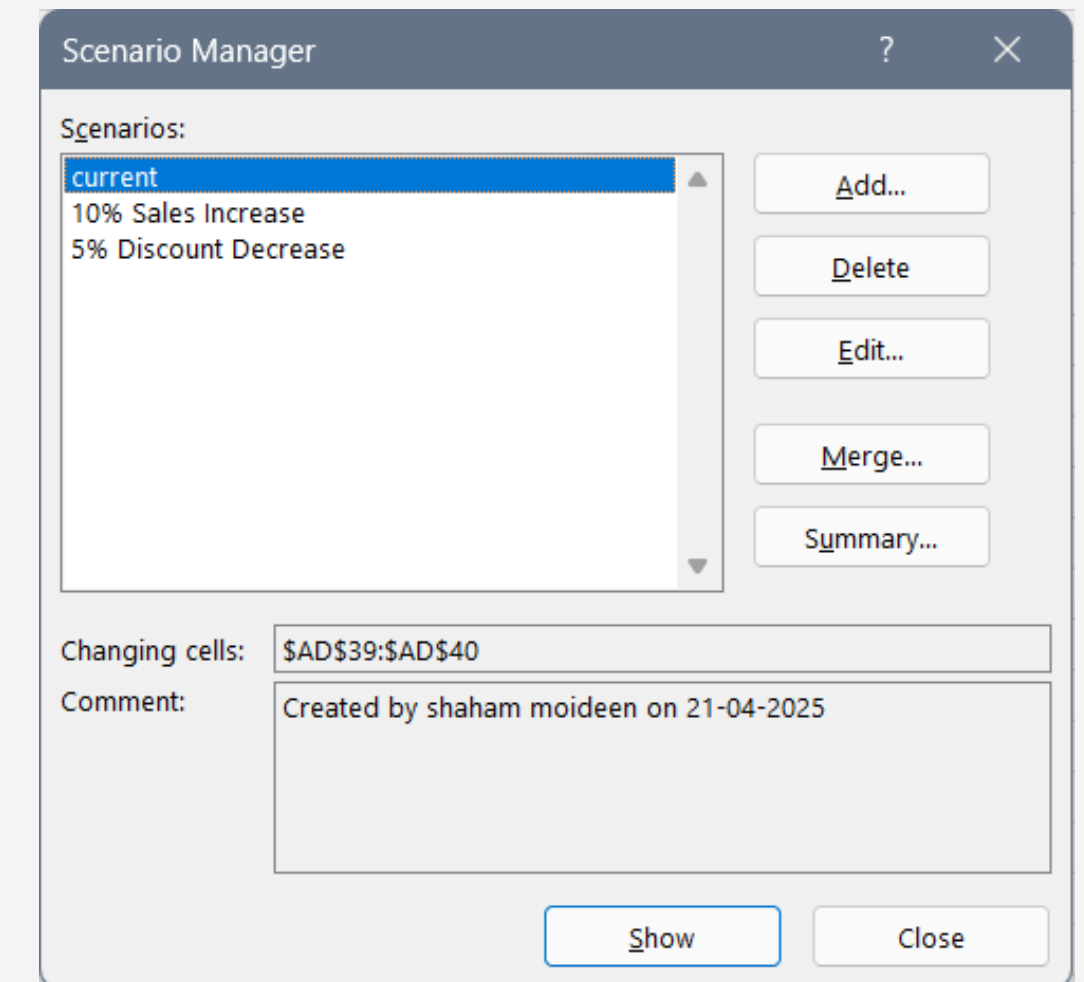 Scenario Manager ?
Scenarios:
current
10% Sales Increase
5% Discount Decrease
Add...
Delete
Edit...
Merge...
Summary...
Changing cells: $AD$39:$AD$40
Comment: Created by shaham moideen on 21-04-2025
Show Close